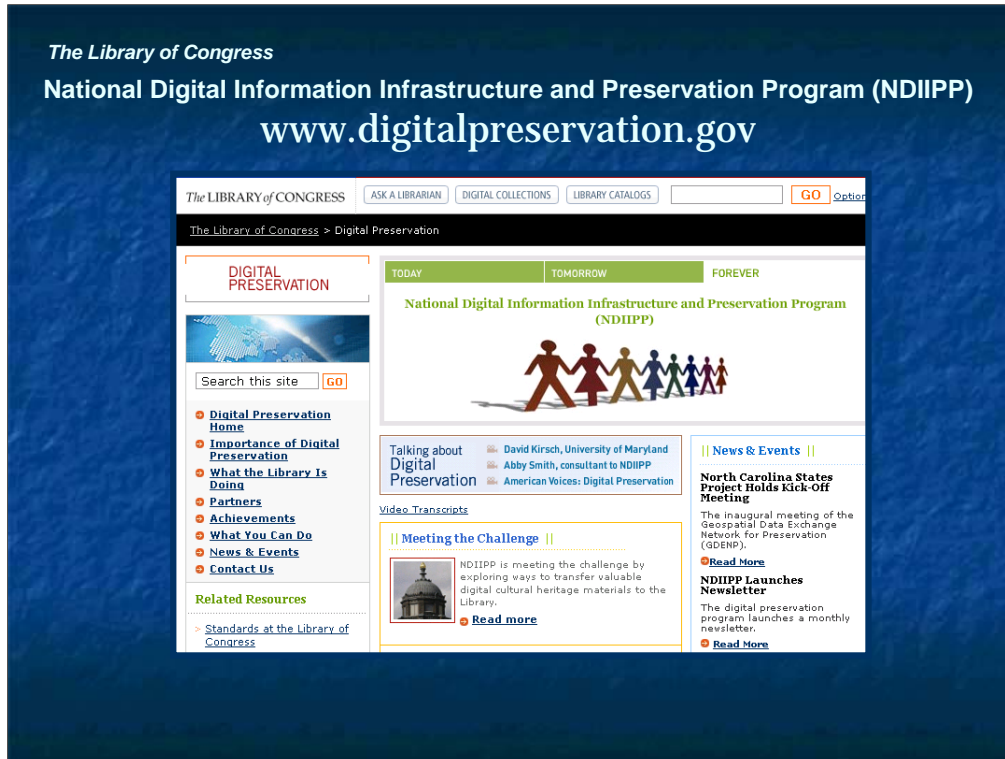 The Library of Congress
National Digital Information Infrastructure and Preservation Program (NDIIPP)
www.digitalpreservation.gov
The LIBRARY of CONGRESS
ASK A LIBRARIAN
DIGITAL COLLECTIONS
LIBRARY CATALOGS
GO
Option
The Library of Congress > Digital Preservation
DIGITAL
PRESERVATION
Search this site
GO
Digital Preservation
Home
Importance of Digital
Preservation
What the Library Is
Doing
Partners
Achievements
What You Can Do
News & Events
Contact Us
Related Resources
> Standards at the Library of
Congress
TODAY
TOMORROW
FOREVER
National Digital Information Infrastructure and Preservation Program
(NDIIPP)
Talking about
Digital
Preservation
David Kirsch, University of Maryland
Abby Smith, consultant to NDIIPP
American Voices: Digital Preservation
Video Transcripts
|| Meeting the Challenge ||
NDIIPP is meeting the challenge by
exploring ways to transfer valuable
digital cultural heritage materials to the
Library.
Read more
|| News & Events ||
North Carolina States
Project Holds Kick-Off
Meeting
The inaugural meeting of the
Geospatial Data Exchange
Network for Preservation
(GDENP).
Read More
NDIIPP Launches
Newsletter
The digital preservation
program launches a monthly
newsletter.
Read More